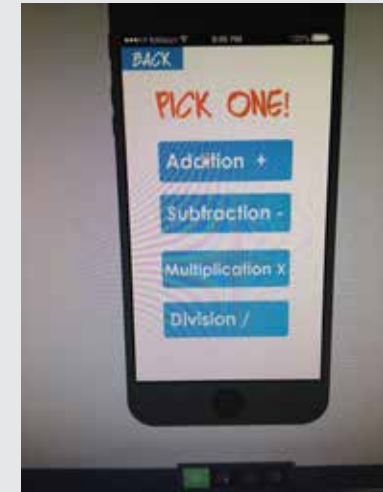 BACK
PICK ONE!
Addition +
Subtraction -
Multiplication X
Division /